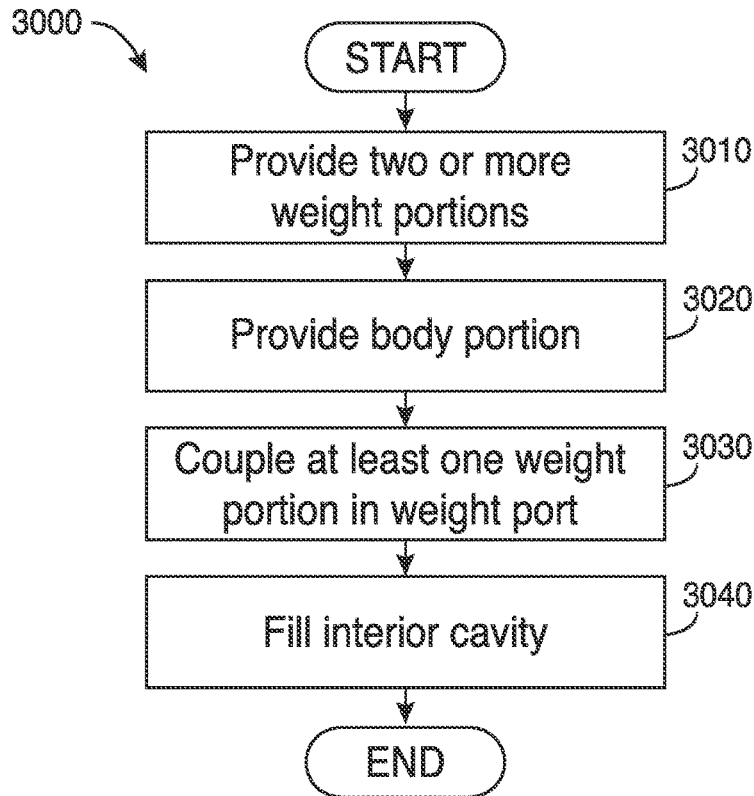 3000
START
Provide two or more
weight portions
3010
Provide body portion
3020
Couple at least one weight
portion in weight port
3030
Fill interior cavity
3040
END